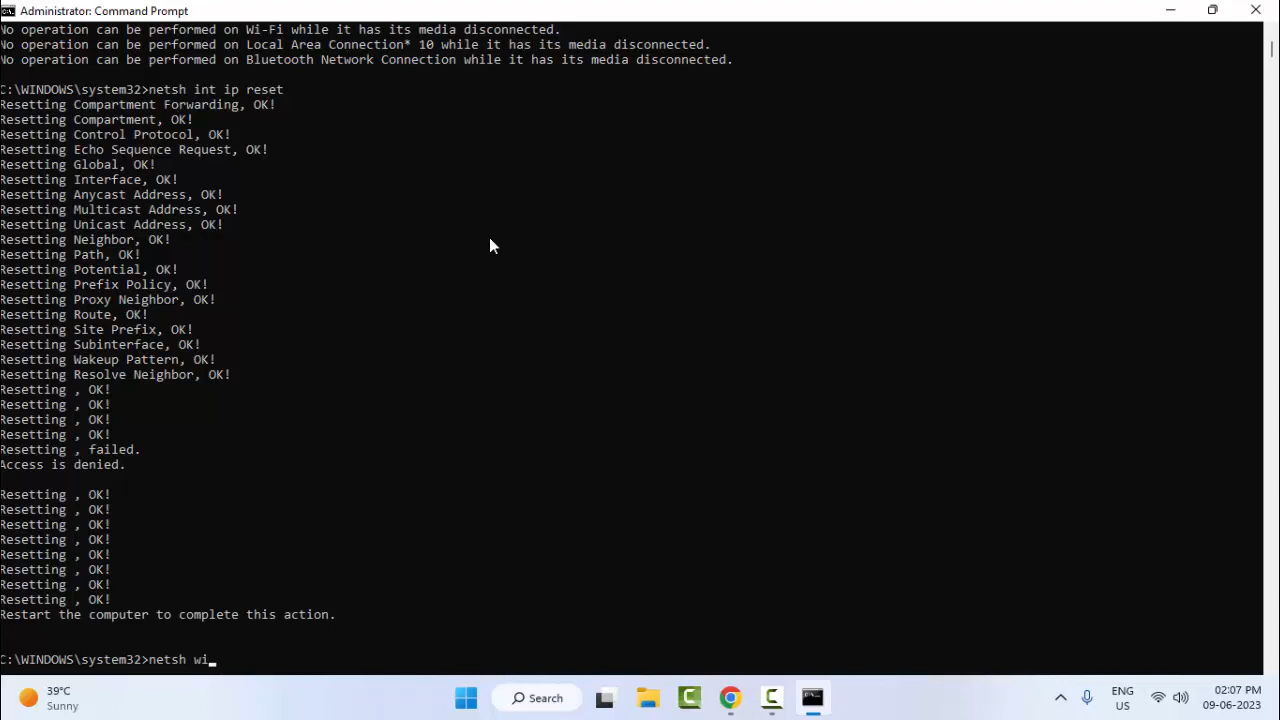 Administrator: Command Prompt
No operation can be performed on Wi-Fi while it has its media disconnected.
No operation can be performed on Local Area Connection* 10 while it has its media disconnected.
No operation can be performed on Bluetooth Network Connection while it has its media disconnected.
C:\WINDOWS\system32>netsh int ip reset
Resetting Compartment Forwarding, OK!
Resetting Compartment, OK!
Resetting Control Protocol, OK!
Resetting Echo Sequence Request, OK!
Resetting Global, OK!
Resetting Interface, OK!
Resetting Anycast Address, OK!
Resetting Multicast Address, OK!
Resetting Unicast Address, OK!
Resetting Neighbor, OK!
Resetting Path, OK!
Resetting Potential, OK!
Resetting Prefix Policy, OK!
Resetting Proxy Neighbor, OK!
Resetting Route, OK!
Resetting Site Prefix, OK!
Resetting Subinterface, OK!
Resetting Wakeup Pattern, OK!
Resetting Resolve Neighbor, OK!
Resetting , OK!
Resetting , OK!
Resetting , OK!
Resetting , OK!
Resetting , failed.
Access is denied.
Resetting , OK!
Resetting , OK!
Resetting , OK!
Resetting , OK!
Resetting , OK!
Resetting , OK!
Resetting , OK!
Resetting , OK!
Restart the computer to complete this action.
C:\WINDOWS\system32>netsh wi
39°C
Sunny
Search
ENG
US
02:07 PM
09-06-2023